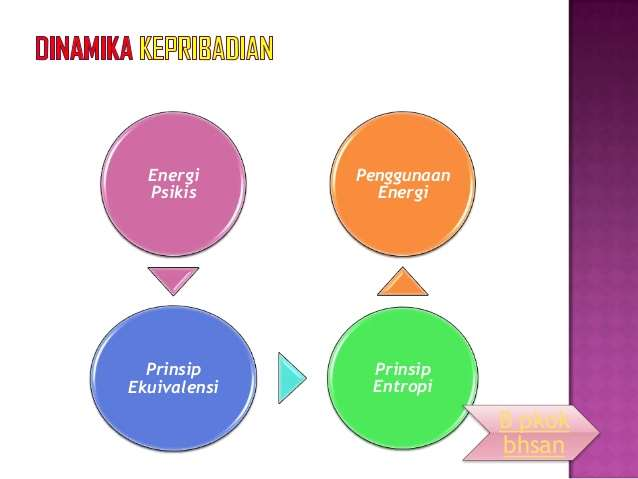 DINAMIKA KEPRIBADIAN
Energi
Psikis
Prinsip
Ekuivalensi
Prinsip
Entropi
Penggunaan
Energi
B pkok
bhsan